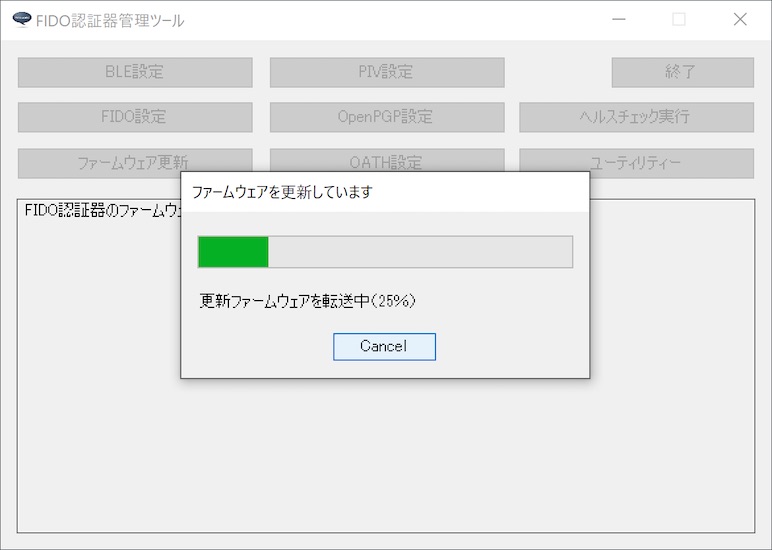 FIDO認証器管理ツール
BLE設定
PIV設定
終了
FIDO設定
OpenPGP設定
ヘルスチェック実行
ファームウェア更新
OATH設定
ユーティリティー
FIDO認証器のファームウェ
ファームウェアを更新しています
更新ファームウェアを転送中(25%)
Cancel